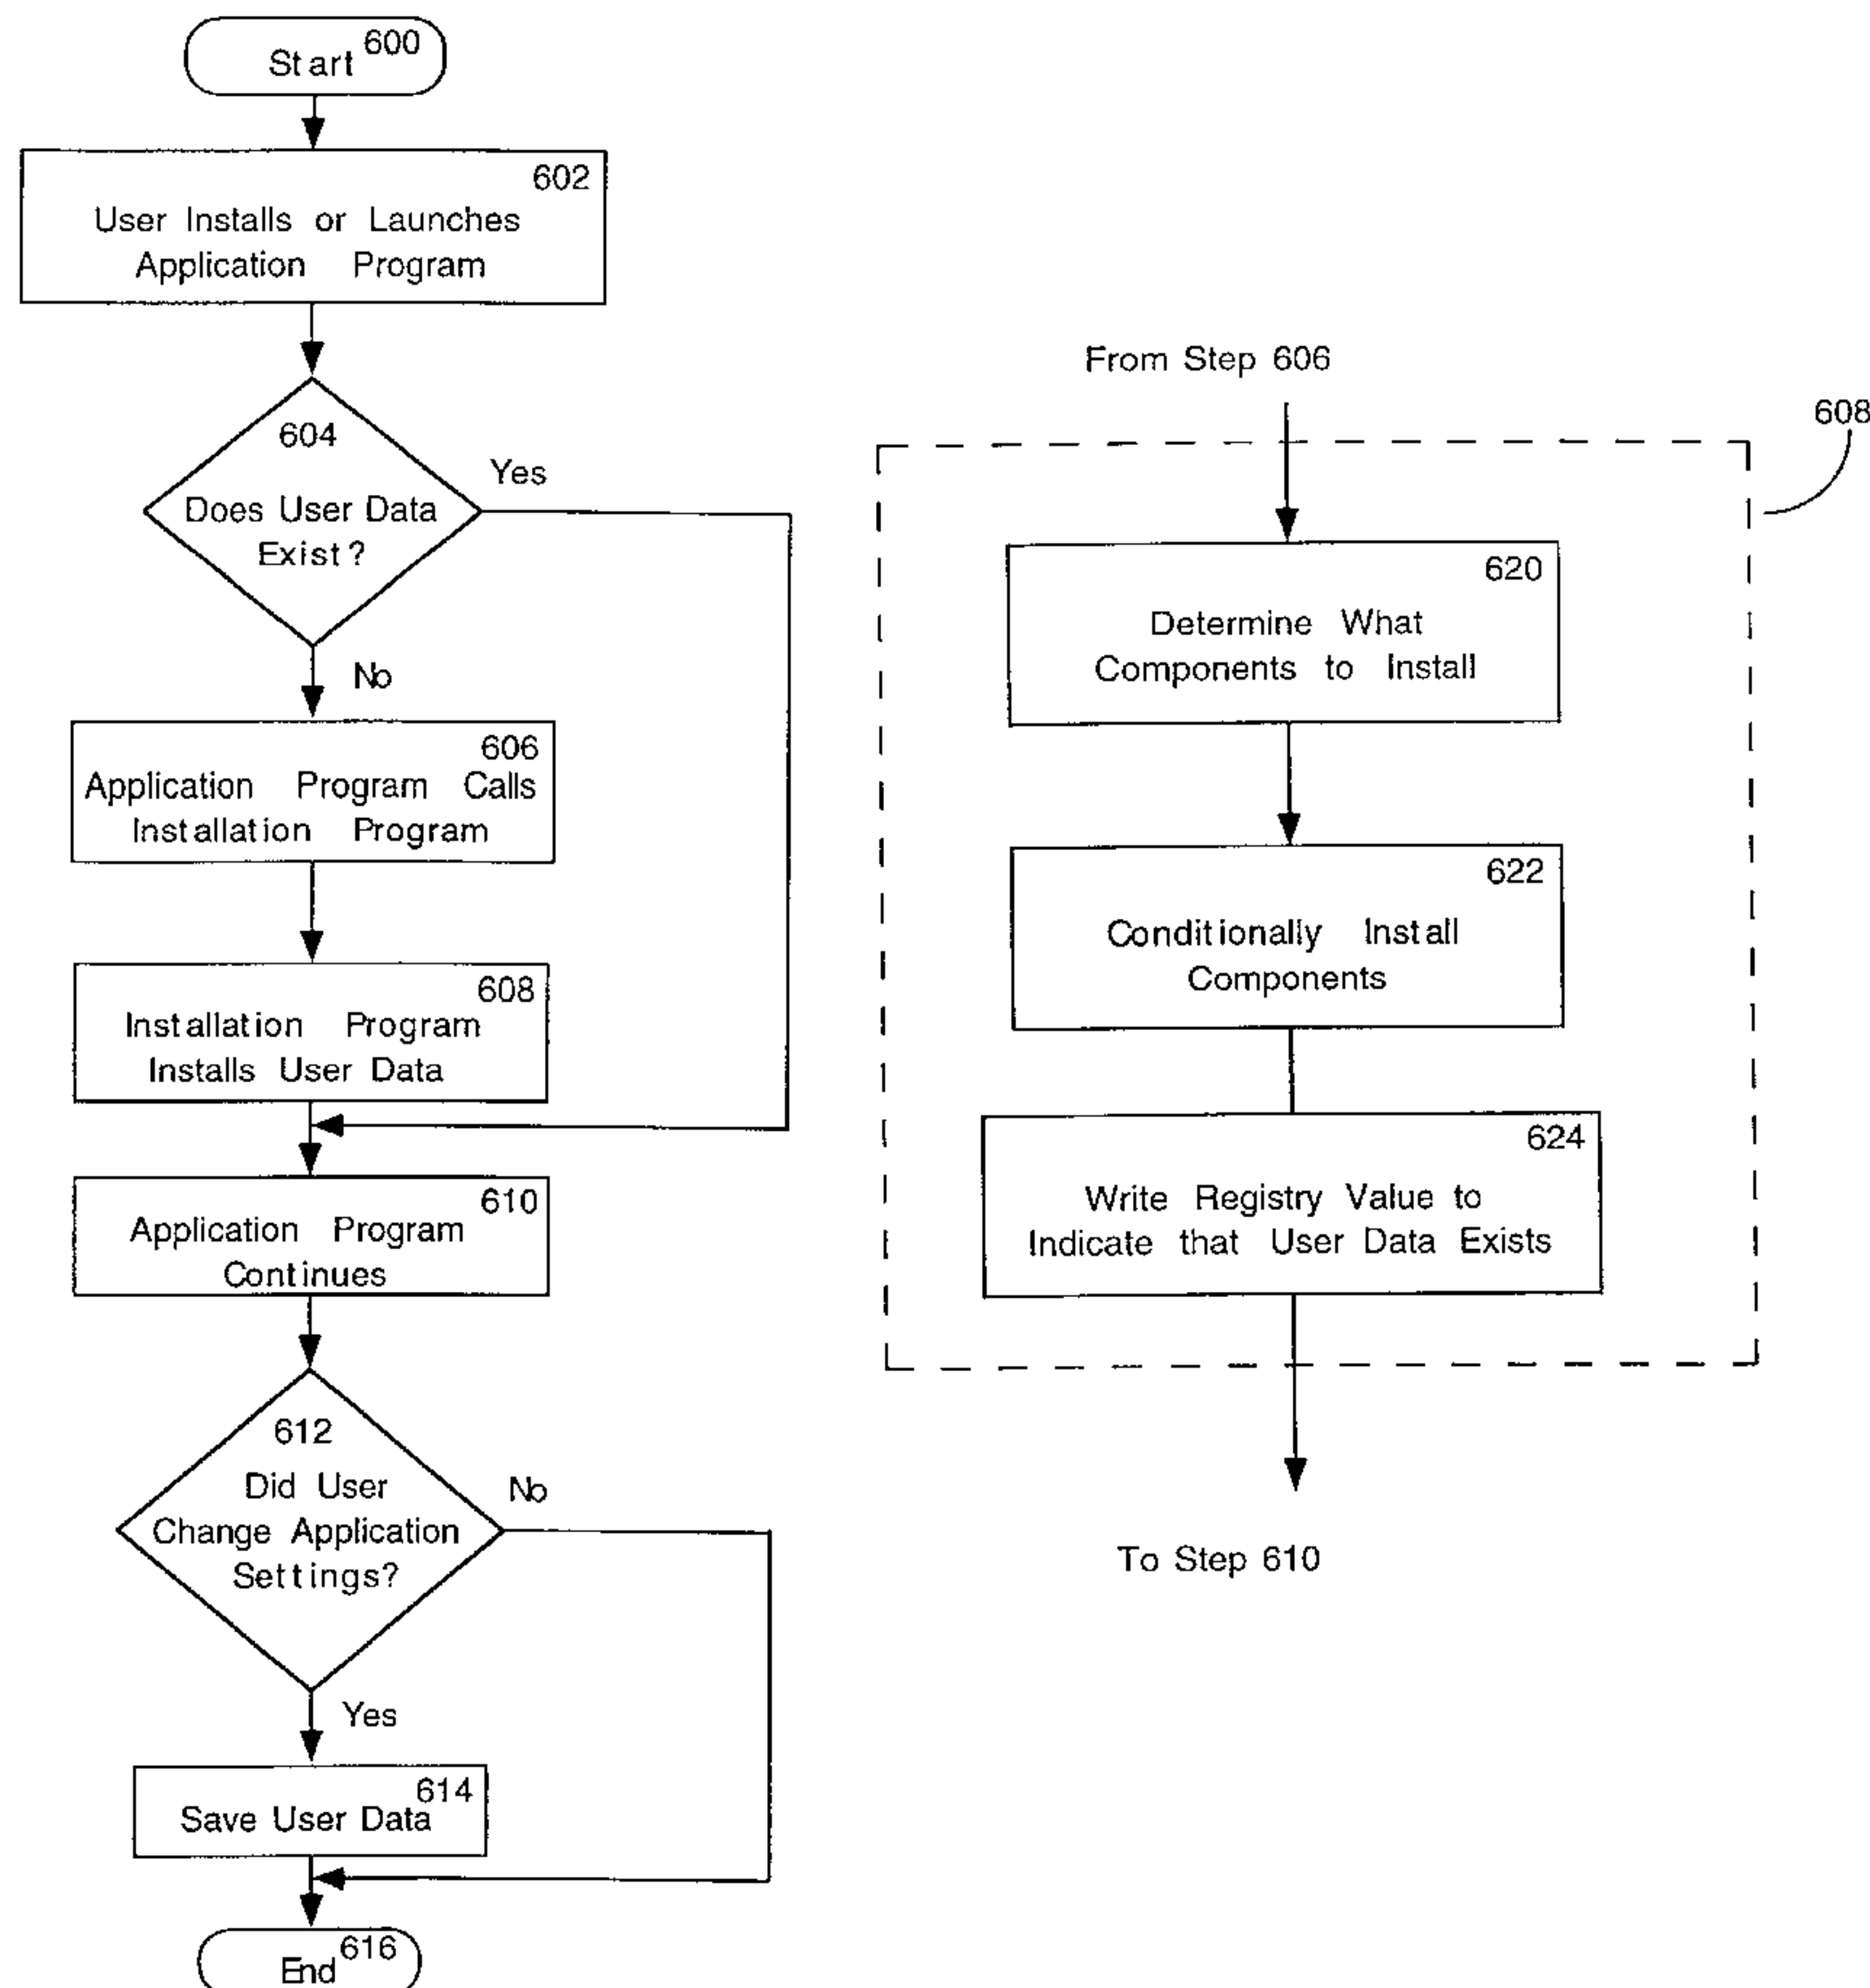 600
Start
602
User Installs or Launches
Application Program
604
Does User Data
Exist?
Yes
No
606
Application Program Calls
Installation Program
608
Installation Program
Installs User Data
610
Application Program
Continues
612
Did User
Change Application
Settings?
No
Yes
614
Save User Data
616
End
From Step 606
608
620
Determine What
Components to Install
622
Conditionally Install
Components
624
Write Registry Value to
Indicate that User Data Exists
To Step 610